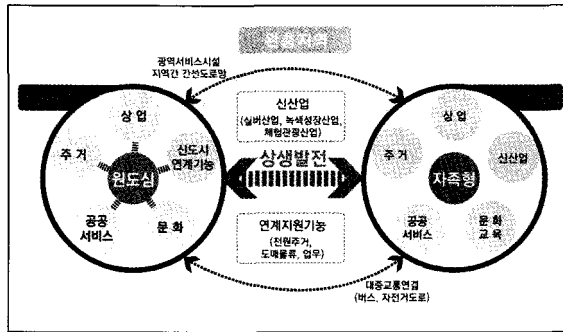 광역서비스시설
지역간 간선도로망
신산업
(실버산업, 녹색성장산업,
체험관광산업)
상생발전
연계지원기능
(전원주거,
도매물류, 업무)
대중교통연결
(버스, 자전거도로)
상 업
주 거
신도시
연계기능
원도심
공공
서비스
문 화
상 업
주 거
신산업
자족형
공공
서비스
문 화
교 육